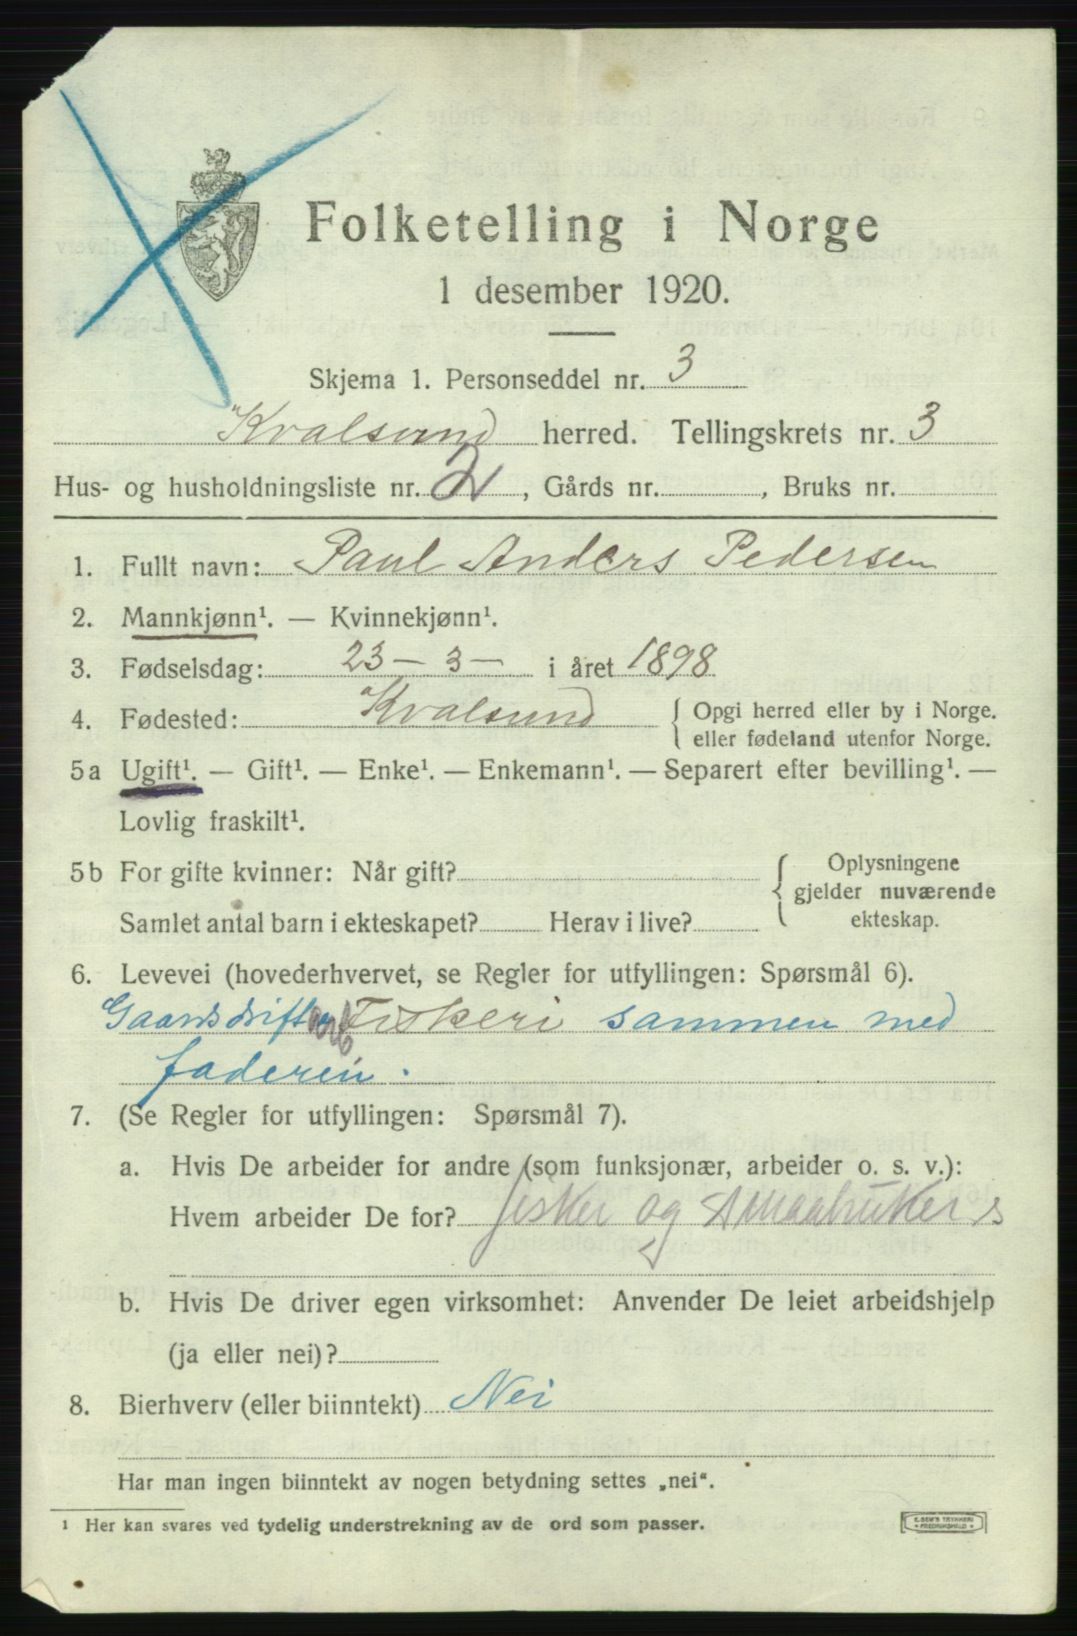 Folketelling i Norge
1 desember 1920.
Skjema 1. Personseddel nr. 3
Kvalsund herred. Tellingskrets nr. 3
Hus- og husholdningsliste nr. 2, Gårds nr. , Bruks nr.
1. Fullt navn: Paul Anders Pedersen
2. Mannkjønn¹. — Kvinnekjønn¹.
3. Fødselsdag: 23 – 3 – i året 1898
4. Fødested: Kvalsund { Opgi herred eller by i Norge.
eller fødeland utenfor Norge.
5a Ugift¹. — Gift¹. — Enke¹. — Enkemann¹. — Separert efter bevilling¹. —
Lovlig fraskilt¹.
5b For gifte kvinner: Når gift? { Oplysningene
gjelder nuværende
ekteskap.
Samlet antal barn i ekteskapet? Herav i live?
6. Levevei (hovederhvervet, se Regler for utfyllingen: Spørsmål 6).
Gaardsdrift Fiskeri sammen med
faderen.
7. (Se Regler for utfyllingen: Spørsmål 7).
a. Hvis De arbeider for andre (som funksjonær, arbeider o. s. v.):
Hvem arbeider De for? fisker og smaabruker s
b. Hvis De driver egen virksomhet: Anvender De leiet arbeidshjelp
(ja eller nei)?
8. Bierhverv (eller biinntekt) Nei
Har man ingen biinntekt av nogen betydning settes „nei".
¹ Her kan svares ved tydelig understrekning av de ord som passer.
E. SEM'S TRYKKERI
FREDRIKSHALD